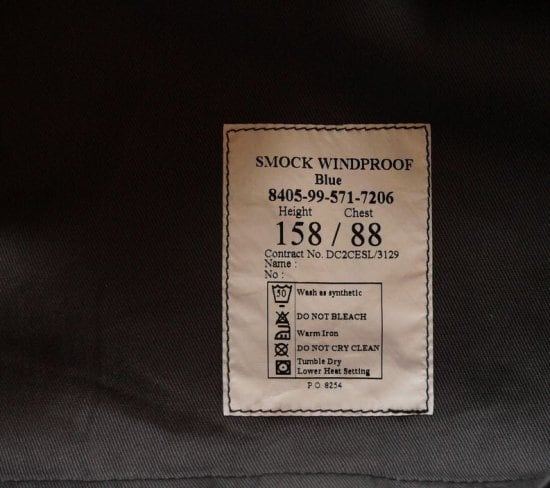 SMOCK WINDPROOF
Blue
8405-99-571-7206
Height Chest
158 / 88
Contract No. DC2CESL/3129
Name :
No :
50 Wash as synthetic
DO NOT BLEACH
Warm Iron
DO NOT CRY CLEAN
Tumble Dry
Lower Heat Setting
P.O. 8254